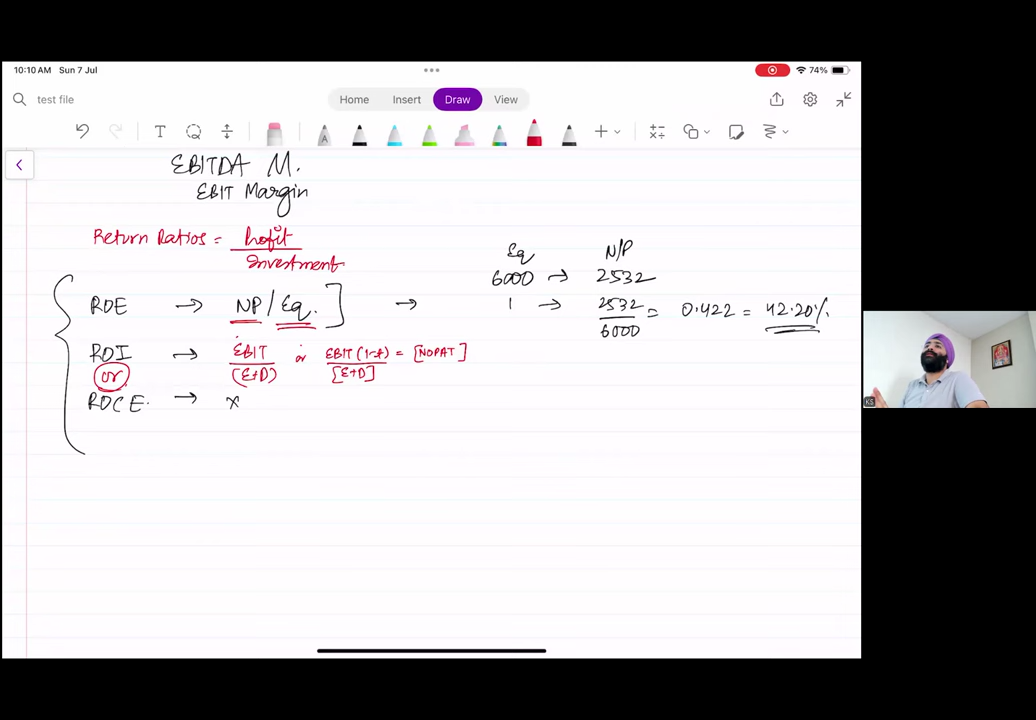 10:10 AM Sun 7 Jul
74%
test file
Home Insert Draw View
EBITDA M.
EBIT Margin
Return Ratios = Profit
Investment
Eq N/P
6000 → 2532
ROE → NP/Eq. ] → 1 → 2532 = 0.422 = 42.20%
6000
ROI → EBIT or EBIT(1-t) = [NOPAT]
or (E+D) [E+D]
ROCE. → x
KS